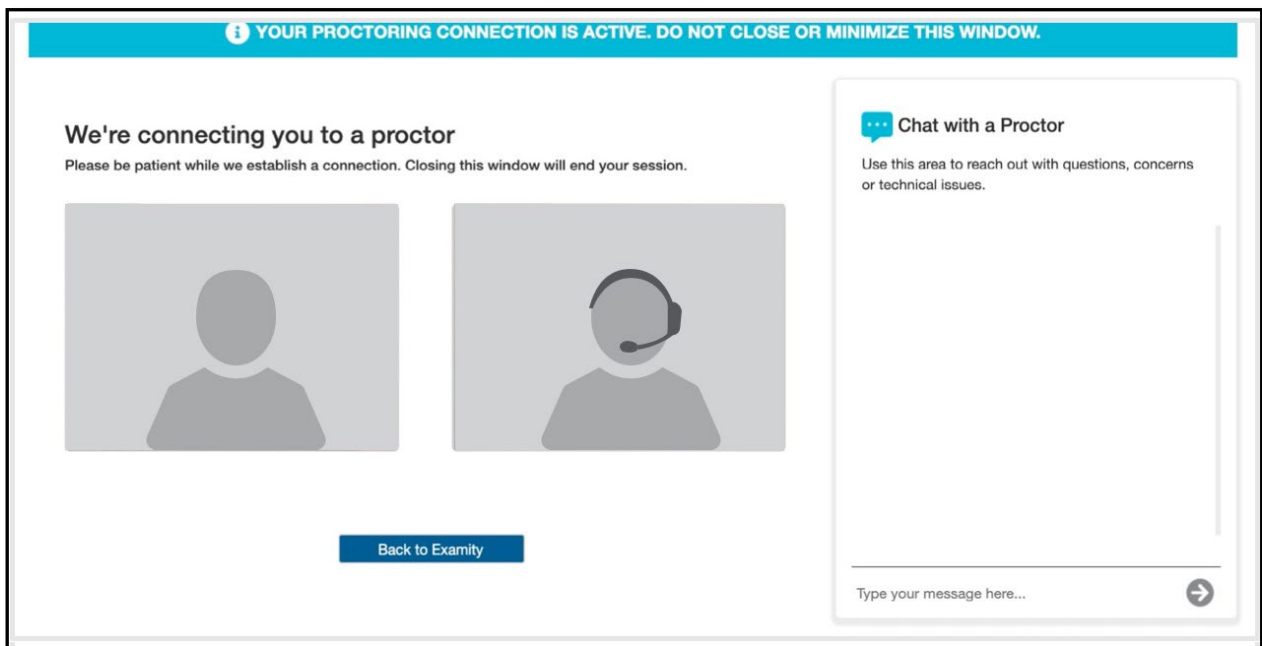 YOUR PROCTORING CONNECTION IS ACTIVE. DO NOT CLOSE OR MINIMIZE THIS WINDOW.
We're connecting you to a proctor
Please be patient while we establish a connection. Closing this window will end your session.
Back to Examity
Chat with a Proctor
Use this area to reach out with questions, concerns
or technical issues.
Type your message here...